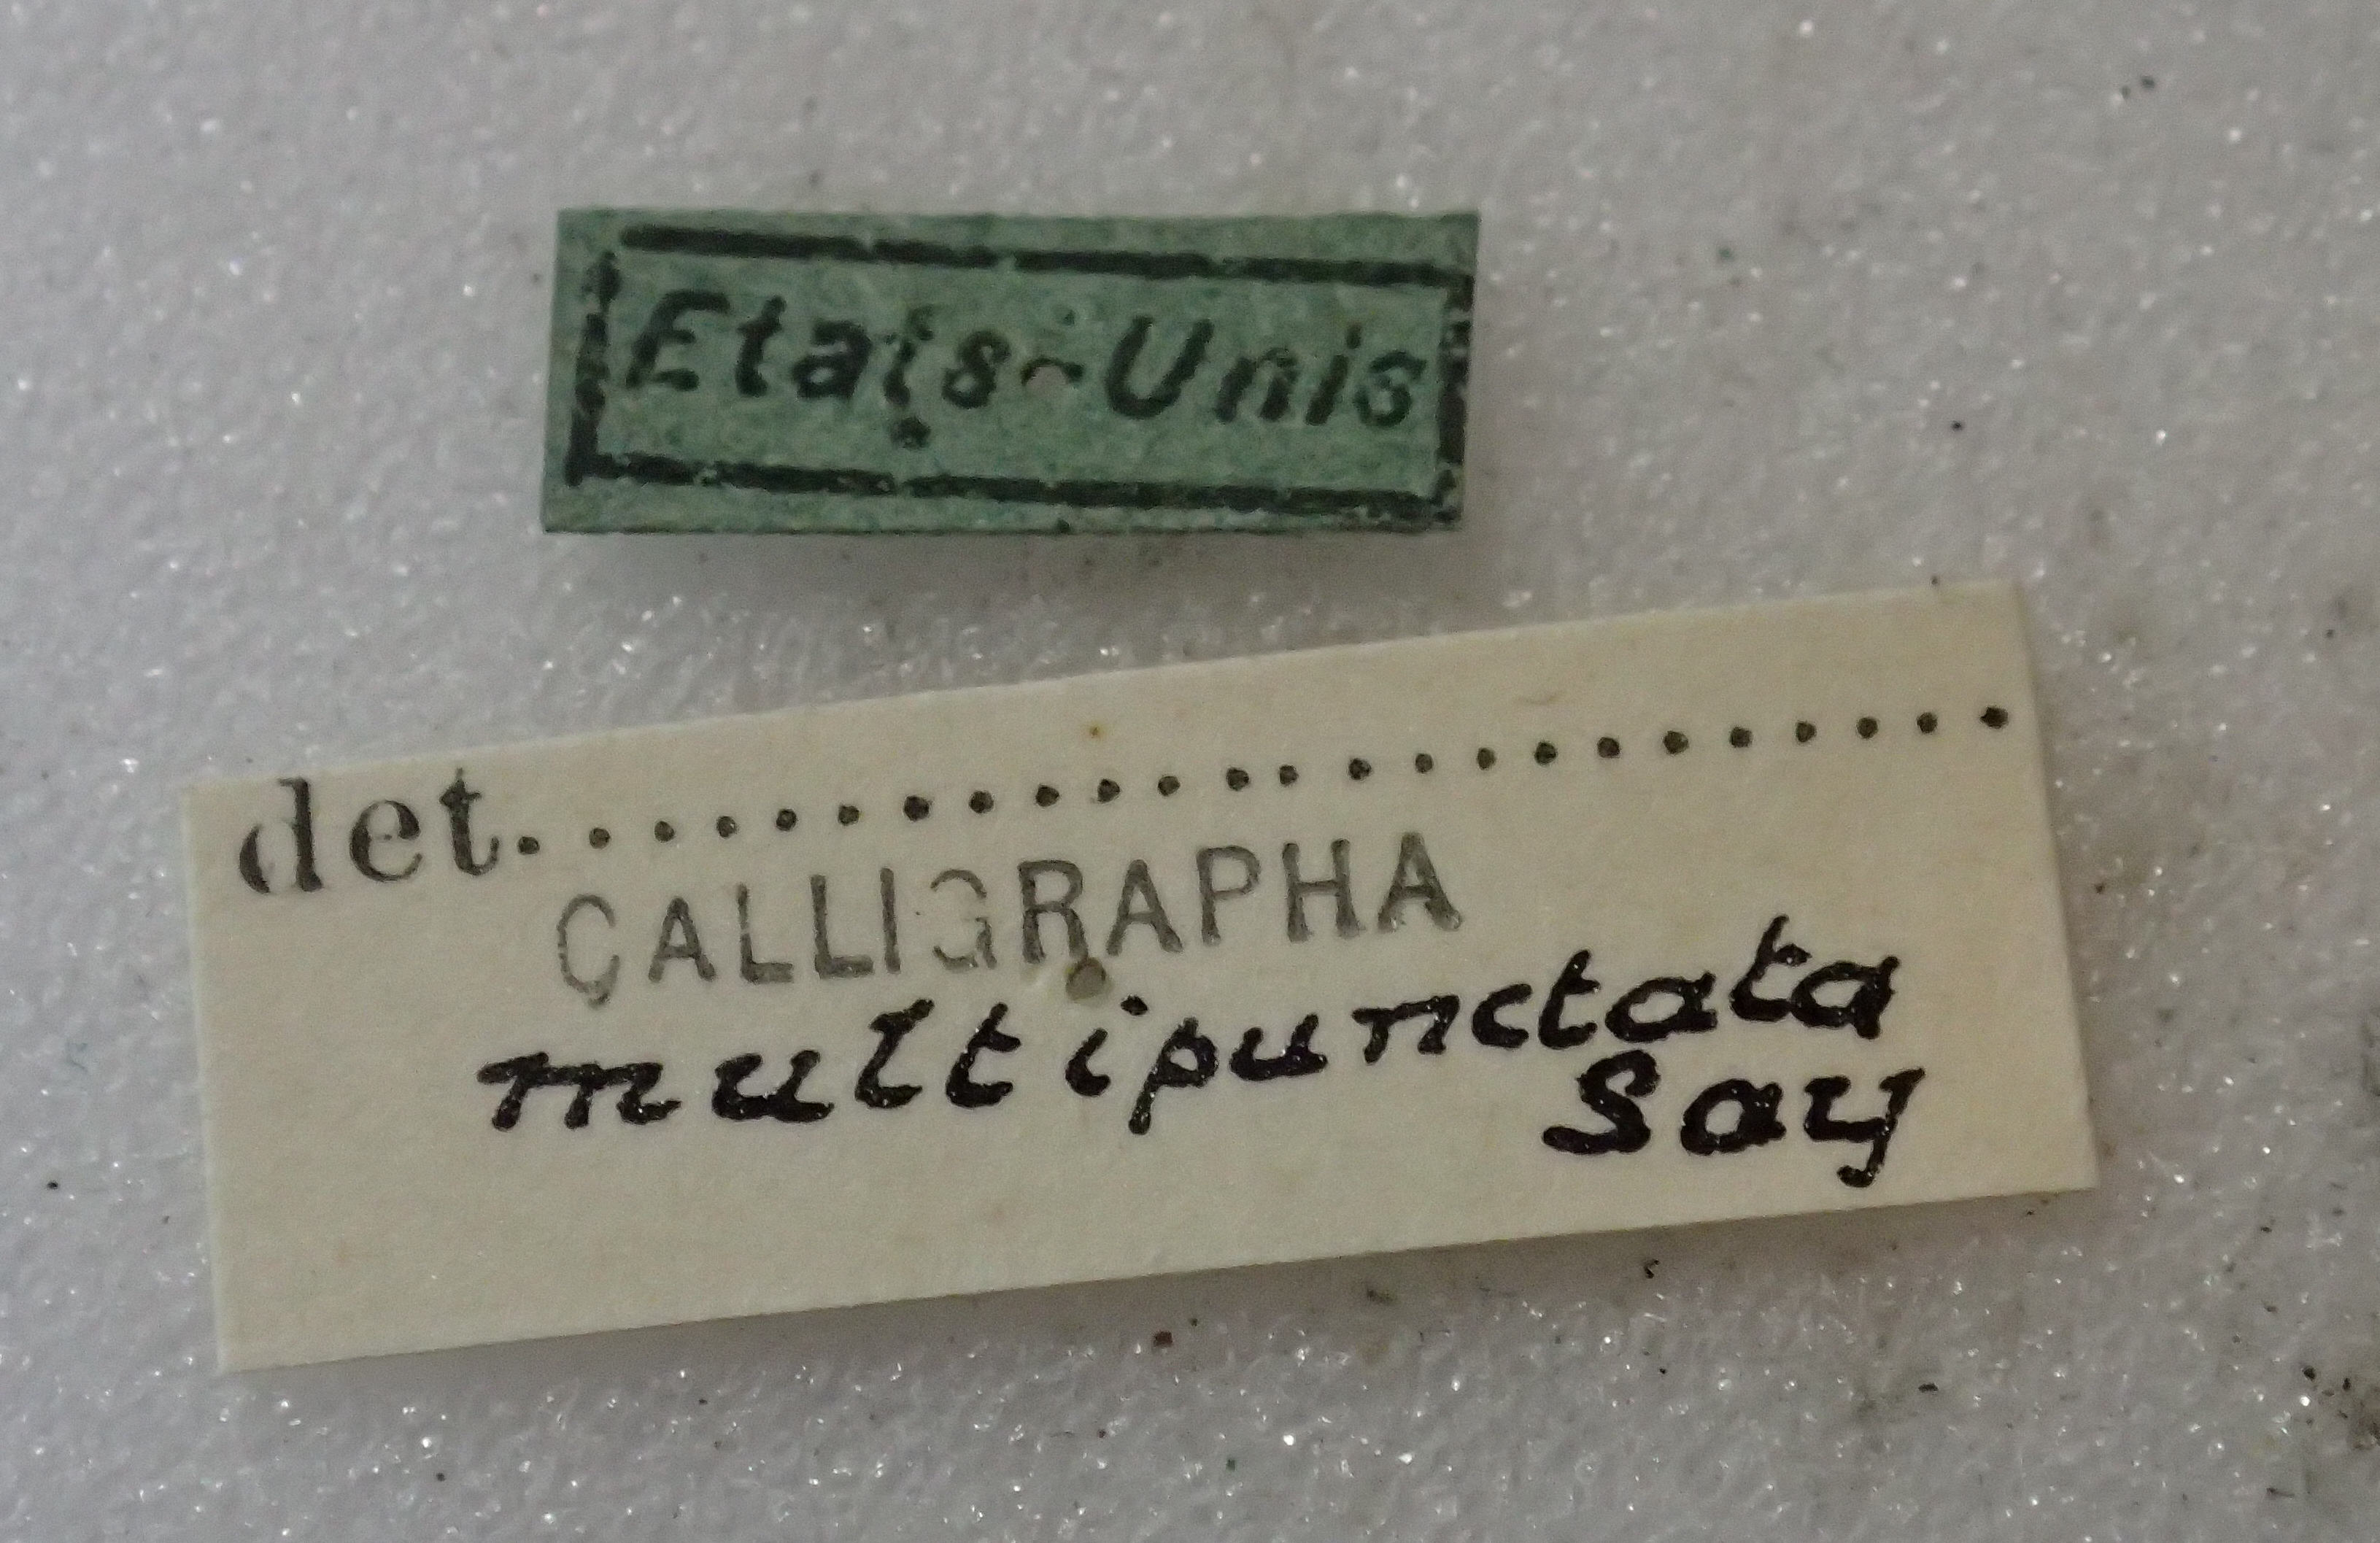 Etats-Unis
det.......................
CALLIGRAPHA
multipunctata
Say